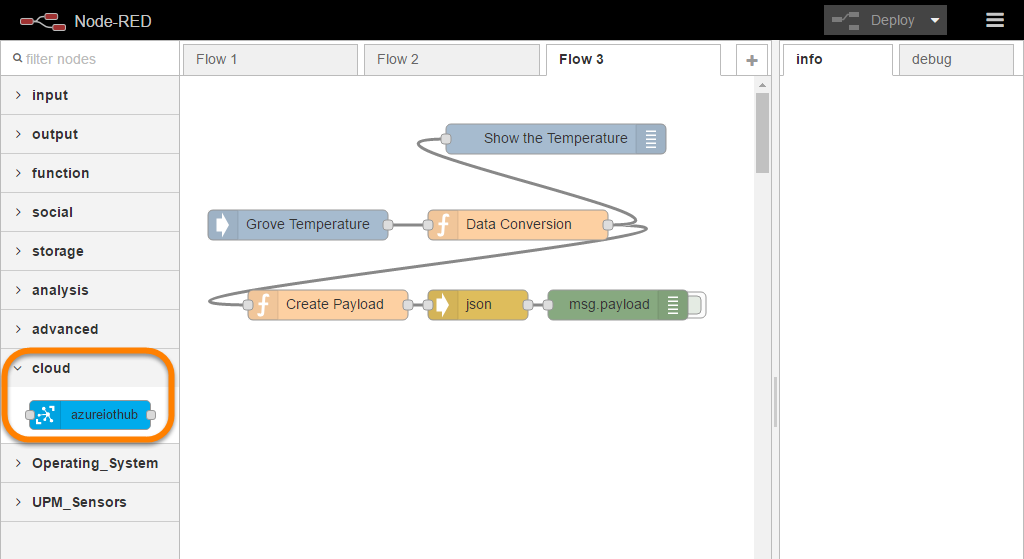 Node-RED
Deploy
filter nodes
Flow 1
Flow 2
Flow 3
info
debug
input
output
function
social
storage
analysis
advanced
cloud
azureiothub
Operating_System
UPM_Sensors
Show the Temperature
Grove Temperature
Data Conversion
Create Payload
json
msg.payload